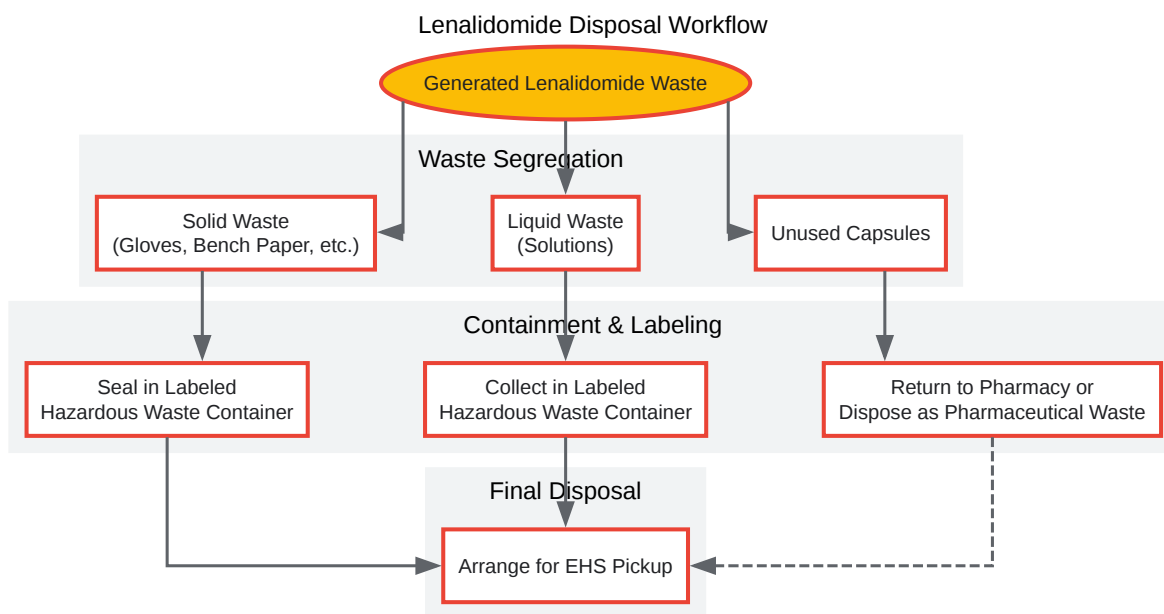 Lenalidomide Disposal Workflow
Generated Lenalidomide Waste
Waste Segregation
Solid Waste
(Gloves, Bench Paper, etc.)
Liquid Waste
(Solutions)
Unused Capsules
Containment & Labeling
Seal in Labeled
Hazardous Waste Container
Collect in Labeled
Hazardous Waste Container
Return to Pharmacy or
Dispose as Pharmaceutical Waste
Final Disposal
Arrange for EHS Pickup